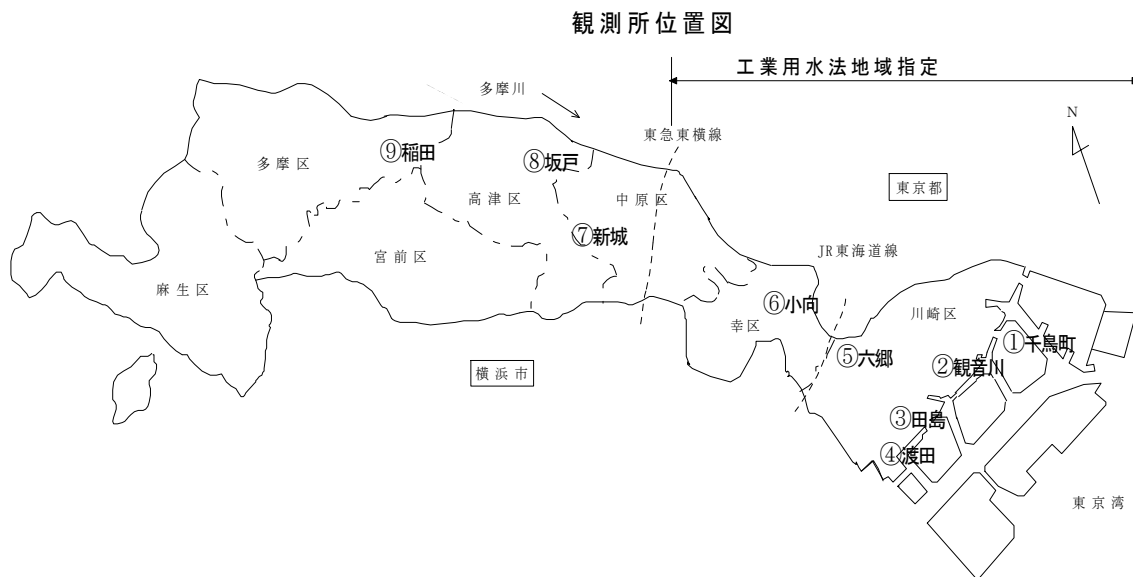 観測所位置図
工業用水法地域指定
多摩川
東急東横線
N
⑨稲田
⑧坂戸
多摩区
高津区
中原区
東京都
⑦新城
宮前区
JR東海道線
麻生区
⑥小向
川崎区
幸区
①千鳥町
⑤六郷
②観音川
横浜市
③田島
④渡田
東京湾